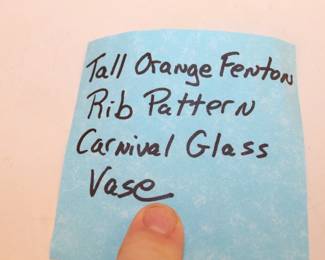 Tall Orange Fenton
Rib Pattern
Carnival Glass
Vase